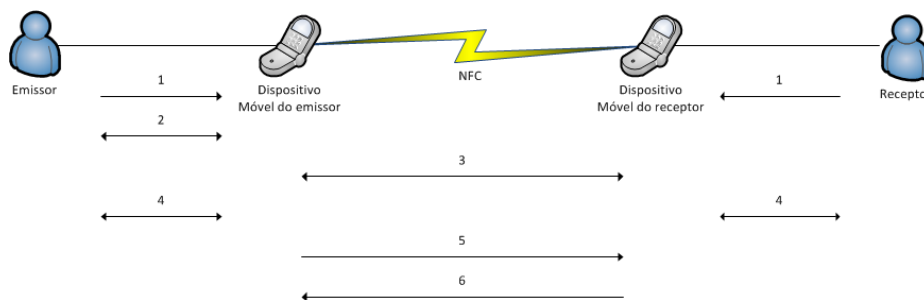 NFC
Emissor
Dispositivo
Móvel do emissor
Dispositivo
Móvel do receptor
Recepto
1
1
2
3
4
4
5
6